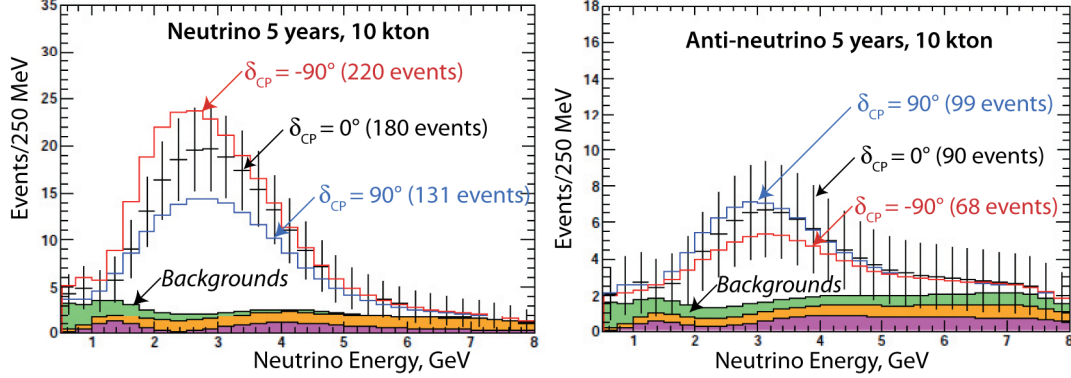 Neutrino 5 years, 10 kton
δCP = -90° (220 events)
δCP = 0° (180 events)
δCP = 90° (131 events)
Backgrounds
Events/250 MeV
35
30
25
20
15
10
5
0
1 2 3 4 5 6 7 8
Neutrino Energy, GeV
Anti-neutrino 5 years, 10 kton
δCP = 90° (99 events)
δCP = 0° (90 events)
δCP = -90° (68 events)
Backgrounds
Events/250 MeV
18
16
14
12
10
8
6
4
2
0
1 2 3 4 5 6 7 8
Neutrino Energy, GeV